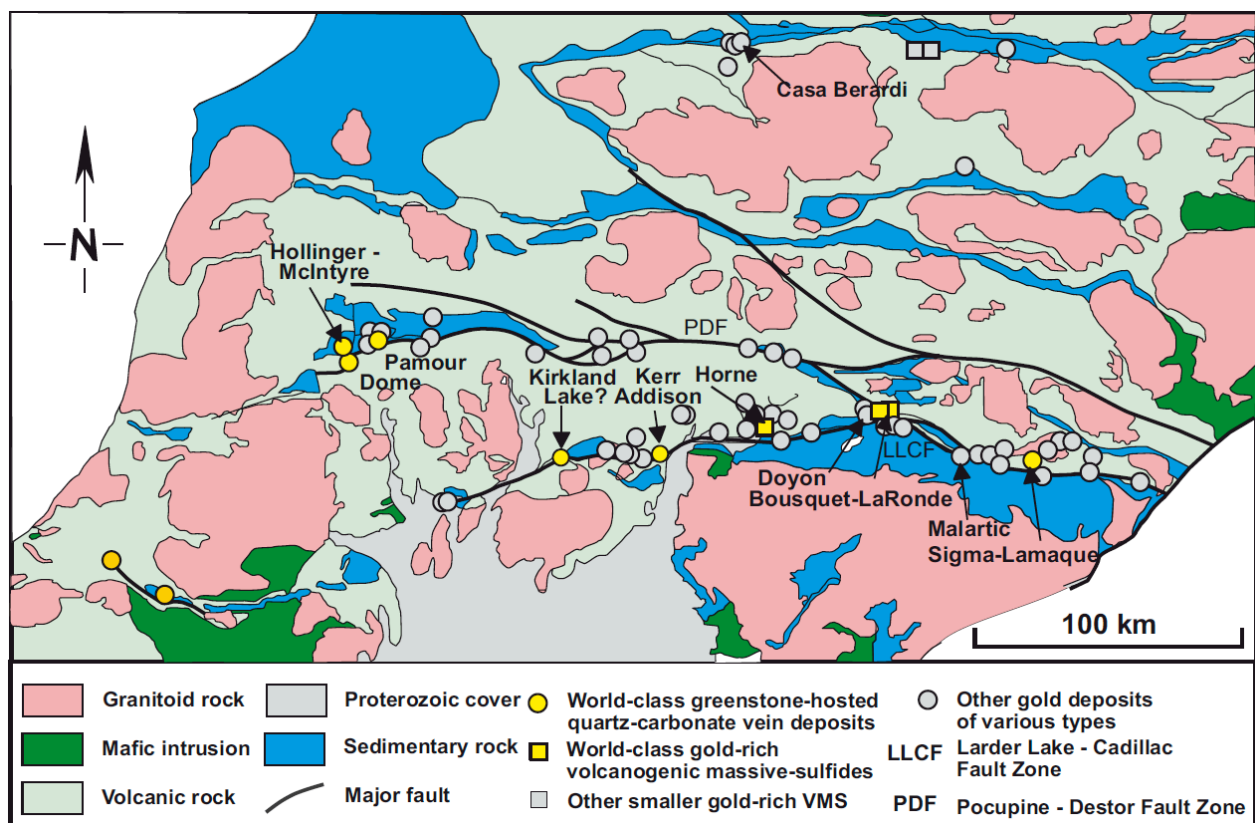 Casa Berardi
N
Hollinger -
McIntyre
PDF
Pamour
Dome
Kirkland
Lake?
Kerr
Addison
Horne
LLCF
Doyon
Bousquet-LaRonde
Malartic
Sigma-Lamaque
100 km
Granitoid rock
Mafic intrusion
Volcanic rock
Proterozoic cover
Sedimentary rock
Major fault
World-class greenstone-hosted
quartz-carbonate vein deposits
World-class gold-rich
volcanogenic massive-sulfides
Other smaller gold-rich VMS
Other gold deposits
of various types
LLCF Larder Lake - Cadillac
Fault Zone
PDF Pocupine - Destor Fault Zone